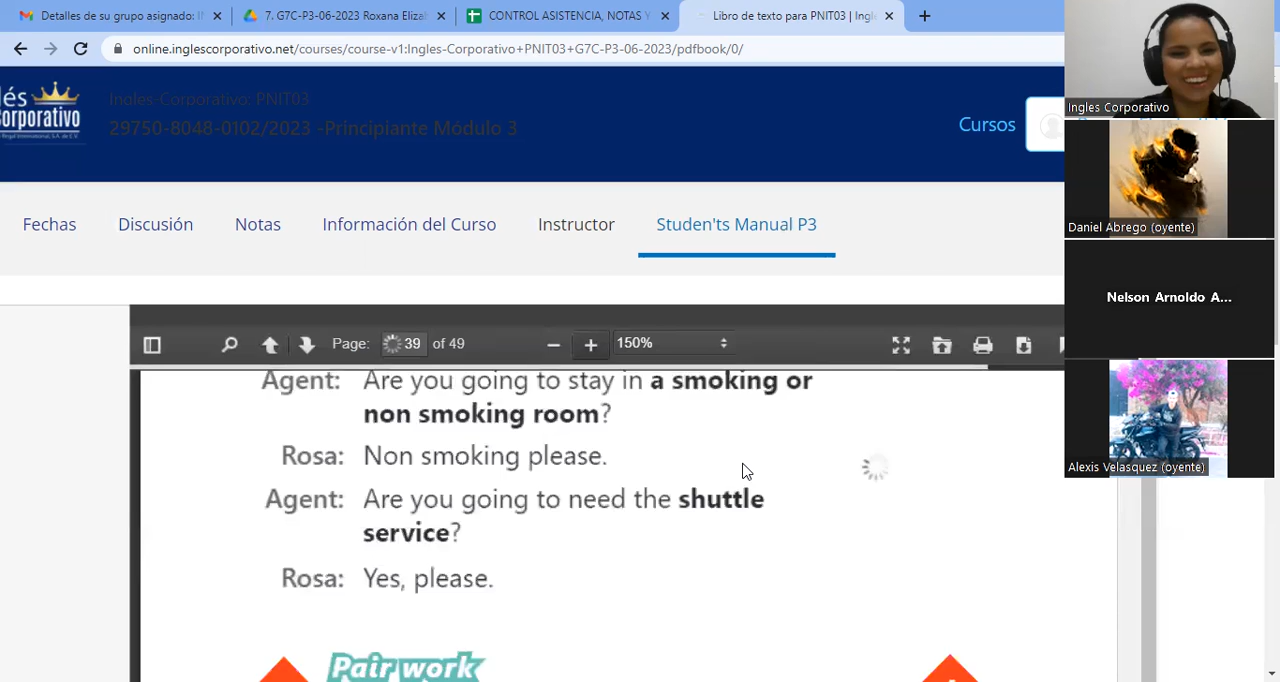 Detalles de su grupo asignado: I
7. G7C-P3-06-2023 Roxana Eliza
CONTROL ASISTENCIA, NOTAS Y
Libro de texto para PNIT03 | Ingle
online.inglescorporativo.net/courses/course-v1:Ingles-Corporativo+PNIT03+G7C-P3-06-2023/pdfbook/0/
Ingles Corporativo
lés
orporativo
Ingles-Corporativo: PNIT03
29750-8048-0102/2023 -Principiante Módulo 3
Cursos
Daniel Abrego (oyente)
Fechas
Discusión
Notas
Información del Curso
Instructor
Studen'ts Manual P3
Nelson Arnoldo A...
Page:
39
of 49
150%
Agent: Are you going to stay in a smoking or
non smoking room?
Rosa: Non smoking please.
Alexis Velasquez (oyente)
Agent: Are you going to need the shuttle
service?
Rosa: Yes, please.
Pair work